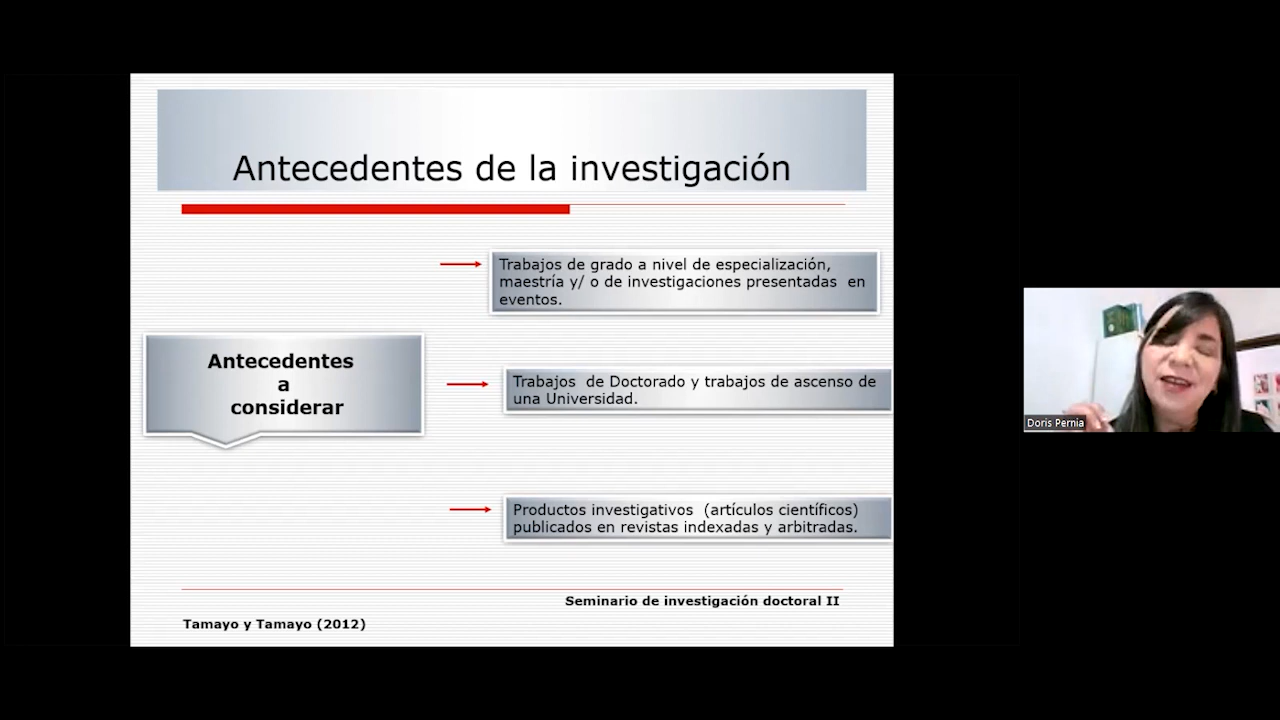 Antecedentes de la investigación
Trabajos de grado a nivel de especialización,
maestría y/ o de investigaciones presentadas en
eventos.
Antecedentes
a
considerar
Trabajos de Doctorado y trabajos de ascenso de
una Universidad.
Productos investigativos (artículos científicos)
publicados en revistas indexadas y arbitradas.
Seminario de investigación doctoral II
Tamayo y Tamayo (2012)
Doris Pernia